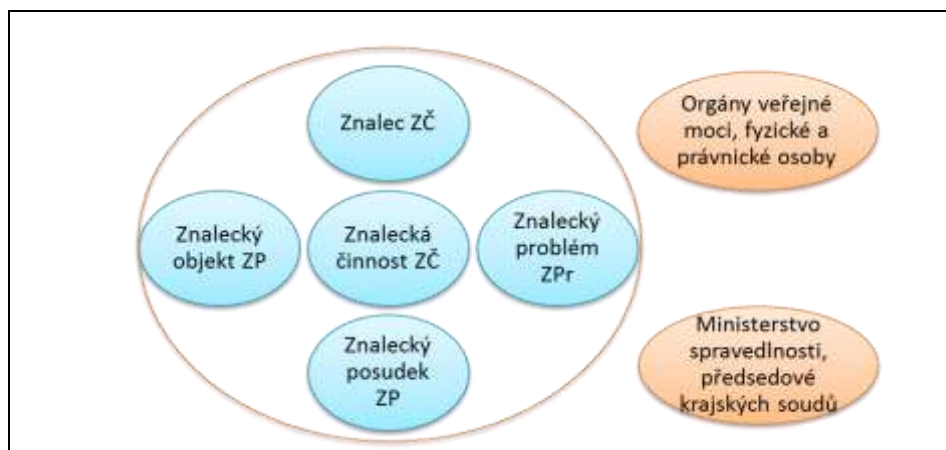 Znalec ZČ
Orgány veřejné
moci, fyzické a
právnické osoby
Znalecký
objekt ZP
Znalecká
činnost ZČ
Znalecký
problém
ZPr
Znalecký
posudek
ZP
Ministerstvo
spravedlnosti,
předsedové
krajských soudů